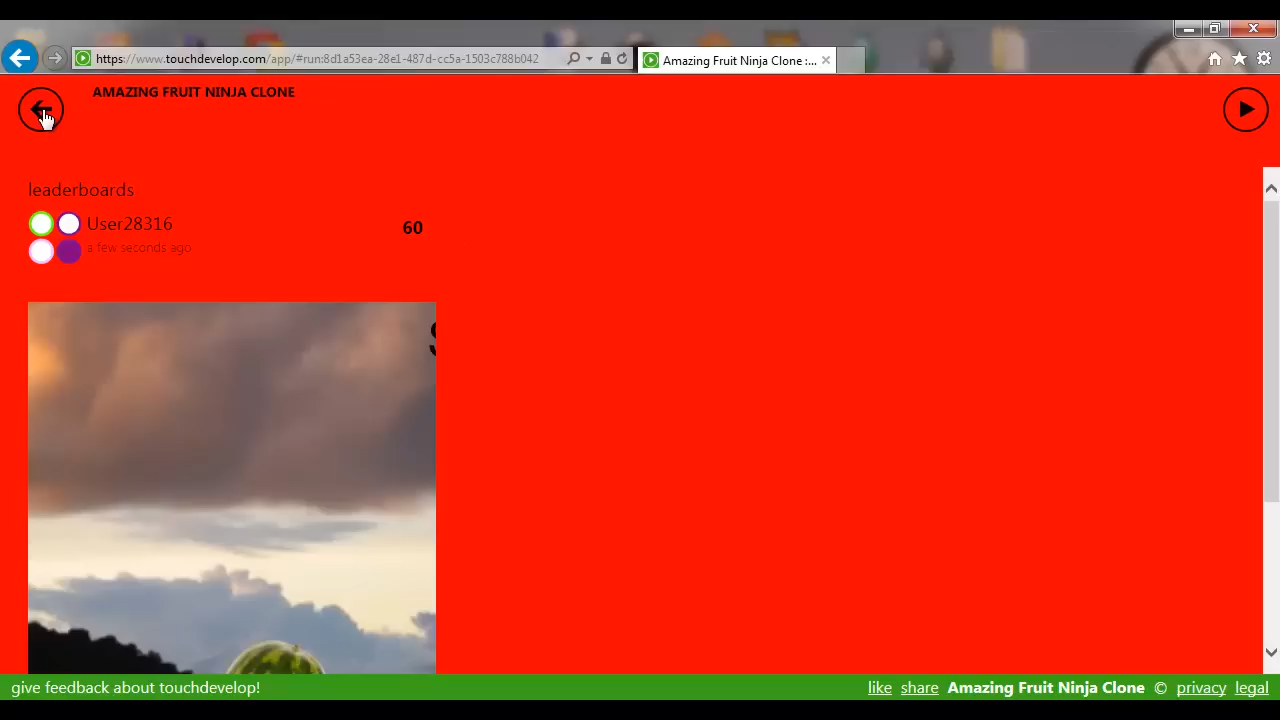 https://www.touchdevelop.com/app/#run:8d1a53ea-28e1-487d-cc5a-1503c788b042
Amazing Fruit Ninja Clone :...
AMAZING FRUIT NINJA CLONE
leaderboards
User28316
60
a few seconds ago
S
give feedback about touchdevelop!
like share Amazing Fruit Ninja Clone © privacy legal